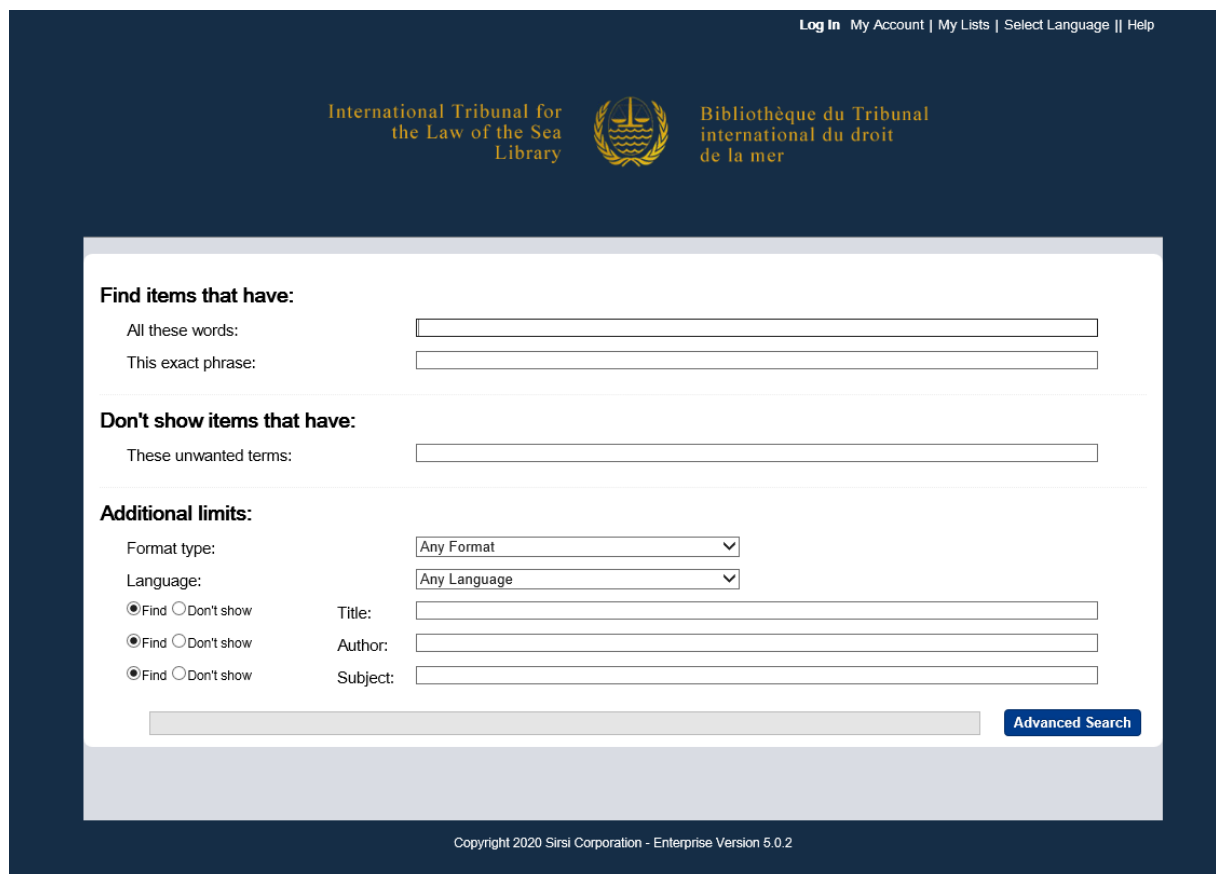 Log In My Account | My Lists | Select Language || Help
International Tribunal for
the Law of the Sea
Library
Bibliothèque du Tribunal
international du droit
de la mer
Find items that have:
All these words:
This exact phrase:
Don't show items that have:
These unwanted terms:
Additional limits:
Format type: Any Format
Language: Any Language
Find Don't show Title:
Find Don't show Author:
Find Don't show Subject:
Advanced Search
Copyright 2020 Sirsi Corporation - Enterprise Version 5.0.2